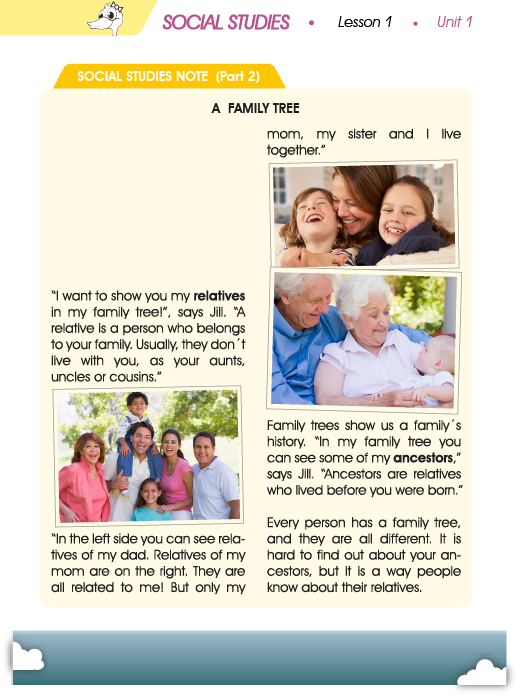 SOCIAL STUDIES • Lesson 1 • Unit 1
SOCIAL STUDIES NOTE (Part 2)
A FAMILY TREE
“I want to show you my relatives
in my family tree!”, says Jill. “A
relative is a person who belongs
to your family. Usually, they don´t
live with you, as your aunts,
uncles or cousins.”
“In the left side you can see rela-
tives of my dad. Relatives of my
mom are on the right. They are
all related to me! But only my
mom, my sister and I live
together.”
Family trees show us a family´s
history. “In my family tree you
can see some of my ancestors,”
says Jill. “Ancestors are relatives
who lived before you were born.”
Every person has a family tree,
and they are all different. It is
hard to find out about your an-
cestors, but it is a way people
know about their relatives.